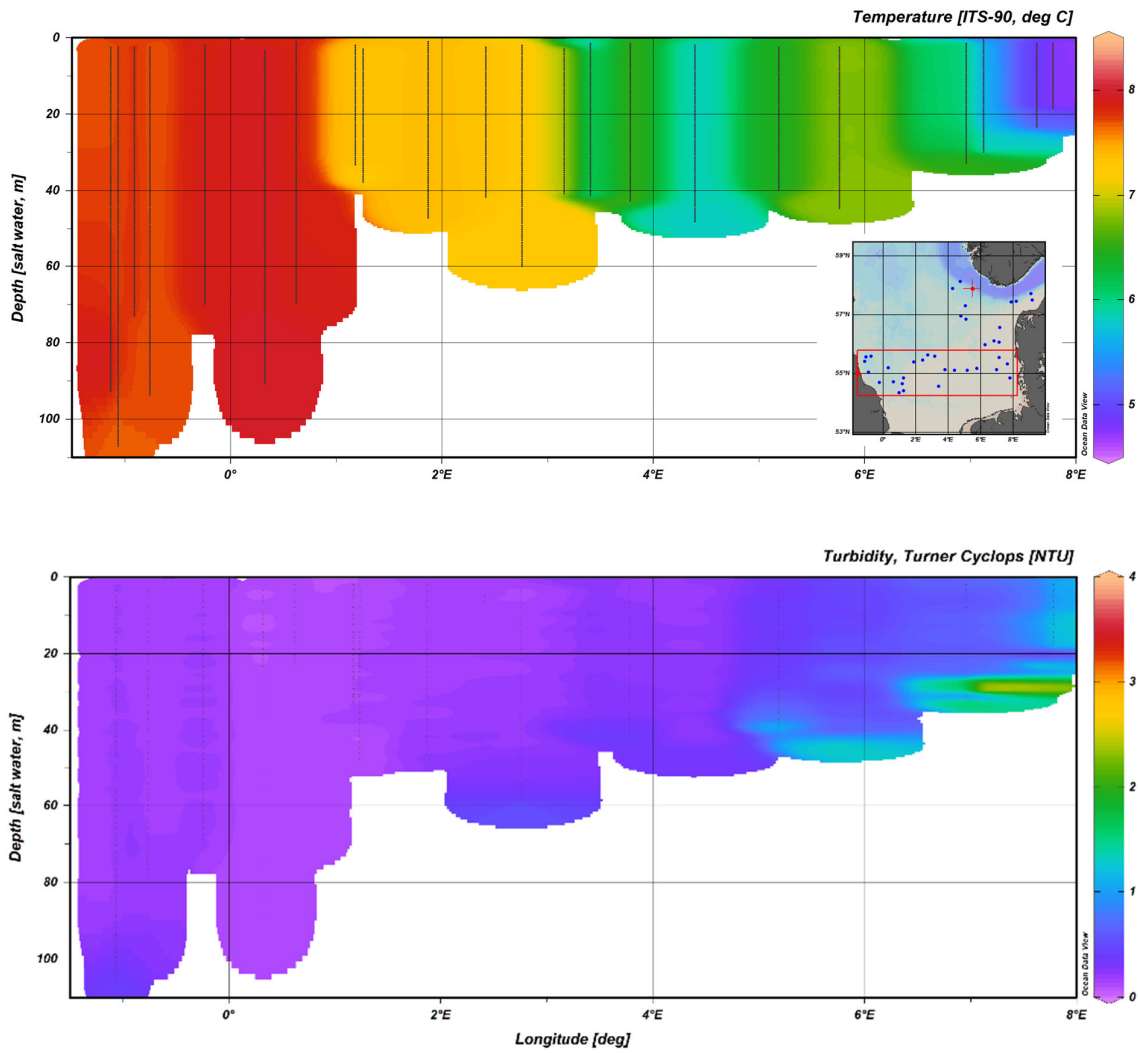 Temperature [ITS-90, deg C]
0
20
40
60
80
100
Depth [salt water, m]
0°
2°E
4°E
6°E
8°E
8
7
6
5
Ocean Data View
59°N
57°N
55°N
53°N
0°
2°E
4°E
6°E
8°E
Ocean Data View
Turbidity, Turner Cyclops [NTU]
0
20
40
60
80
100
Depth [salt water, m]
0°
2°E
4°E
6°E
8°E
Longitude [deg]
4
3
2
1
0
Ocean Data View